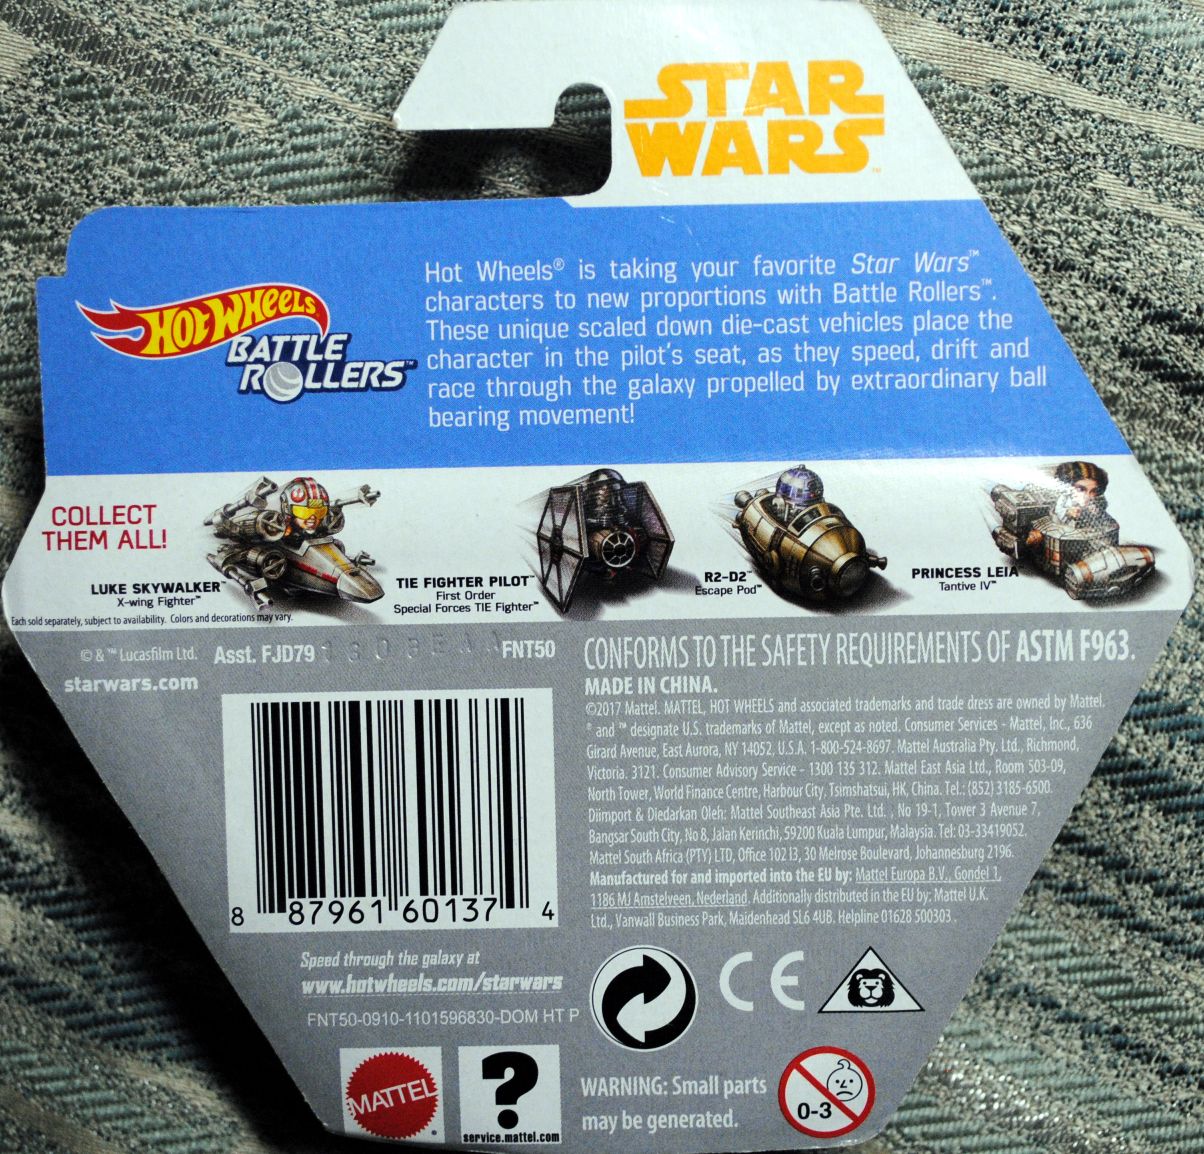 STAR
WARS™
HOT WHEELS
BATTLE
ROLLERS™
Hot Wheels® is taking your favorite Star Wars™
characters to new proportions with Battle Rollers™.
These unique scaled down die-cast vehicles place the
character in the pilot's seat, as they speed, drift and
race through the galaxy propelled by extraordinary ball
bearing movement!
COLLECT
THEM ALL!
LUKE SKYWALKER™
X-wing Fighter™
TIE FIGHTER PILOT™
First Order
Special Forces TIE Fighter™
R2-D2™
Escape Pod™
PRINCESS LEIA
Tantive IV™
Each sold separately, subject to availability. Colors and decorations may vary.
© & ™ Lucasfilm Ltd.
starwars.com
Asst. FJD79
FNT50
8 87961 60137 4
CONFORMS TO THE SAFETY REQUIREMENTS OF ASTM F963.
MADE IN CHINA.
©2017 Mattel. MATTEL, HOT WHEELS and associated trademarks and trade dress are owned by Mattel.
® and ™ designate U.S. trademarks of Mattel, except as noted. Consumer Services - Mattel, Inc., 636
Girard Avenue, East Aurora, NY 14052, U.S.A. 1-800-524-8697. Mattel Australia Pty. Ltd., Richmond,
Victoria. 3121. Consumer Advisory Service - 1300 135 312. Mattel East Asia Ltd., Room 503-09,
North Tower, World Finance Centre, Harbour City, Tsimshatsui, HK, China. Tel.: (852) 3185-6500.
Diimport & Diedarkan Oleh: Mattel Southeast Asia Pte. Ltd. , No 19-1, Tower 3 Avenue 7,
Bangsar South City, No 8, Jalan Kerinchi, 59200 Kuala Lumpur, Malaysia. Tel: 03-33419052.
Mattel South Africa (PTY) LTD, Office 102 I3, 30 Melrose Boulevard, Johannesburg 2196.
Manufactured for and imported into the EU by: Mattel Europa B.V., Gondel 1,
1186 MJ Amstelveen, Nederland. Additionally distributed in the EU by: Mattel U.K.
Ltd., Vanwall Business Park, Maidenhead SL6 4UB. Helpline 01628 500303.
Speed through the galaxy at
www.hotwheels.com/starwars
FNT50-0910-1101596830-DOM HT P
CE
MATTEL
?
service.mattel.com
WARNING: Small parts
may be generated.
0-3